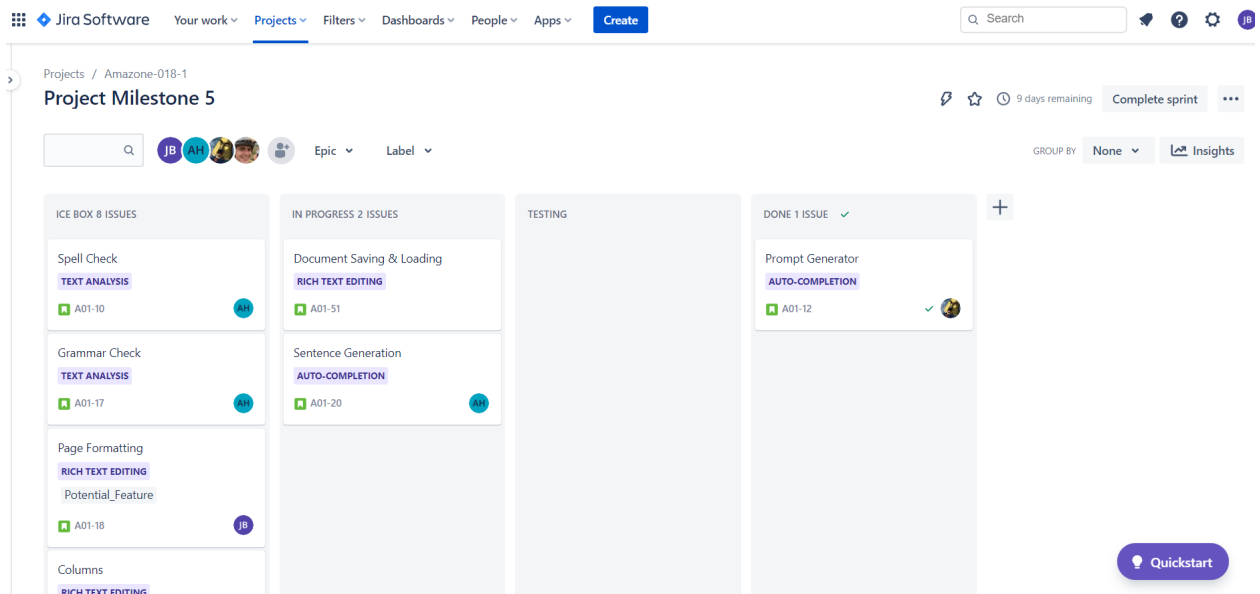 Jira Software Your work Projects Filters Dashboards People Apps Create Search JB
Projects / Amazone-018-1
Project Milestone 5
9 days remaining Complete sprint
JB AH Epic Label GROUP BY None Insights
ICE BOX 8 ISSUES
Spell Check
TEXT ANALYSIS
A01-10 AH
Grammar Check
TEXT ANALYSIS
A01-17 AH
Page Formatting
RICH TEXT EDITING
Potential_Feature
A01-18 JB
Columns
RICH TEXT EDITING
IN PROGRESS 2 ISSUES
Document Saving & Loading
RICH TEXT EDITING
A01-51
Sentence Generation
AUTO-COMPLETION
A01-20 AH
TESTING
DONE 1 ISSUE
Prompt Generator
AUTO-COMPLETION
A01-12
Quickstart